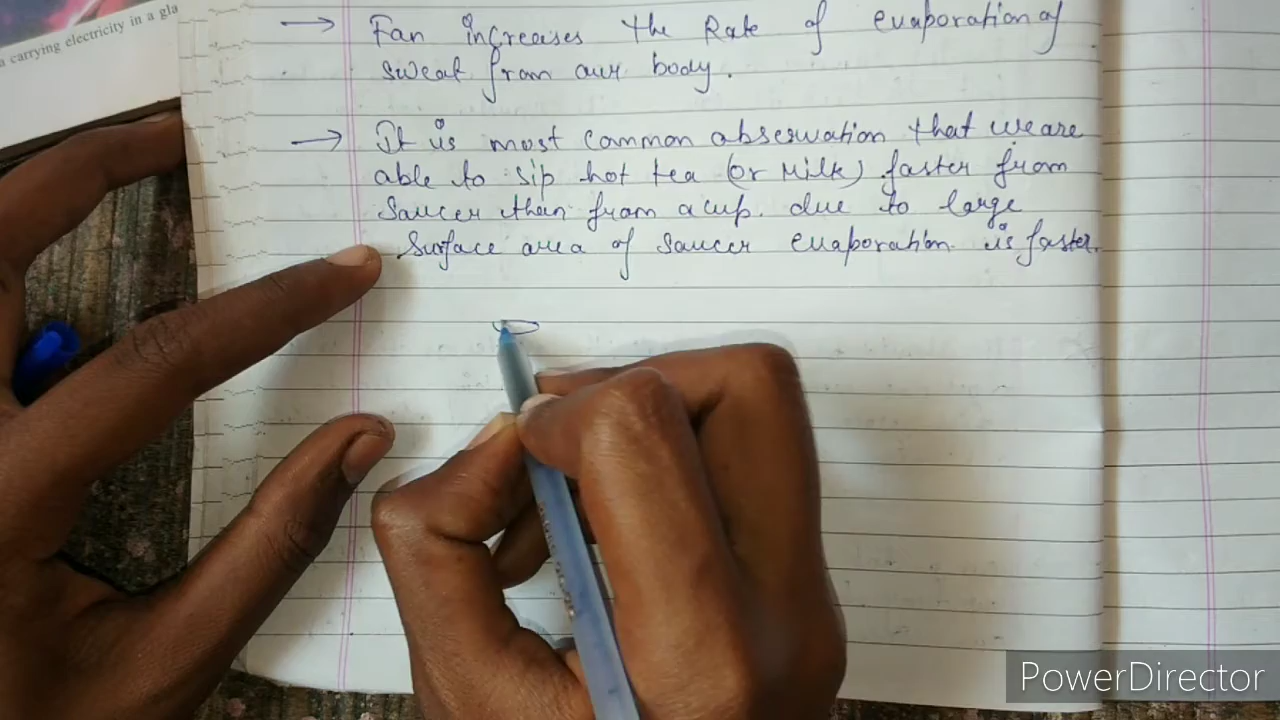 a carrying electricity in a gla
→ Fan increases the Rate of evaporation of
sweat from our body.
→ It is most common observation that we are
able to sip hot tea (or Milk) faster from
Saucer than from a cup. due to large
Surface area of Saucer evaporation is faster.
PowerDirector